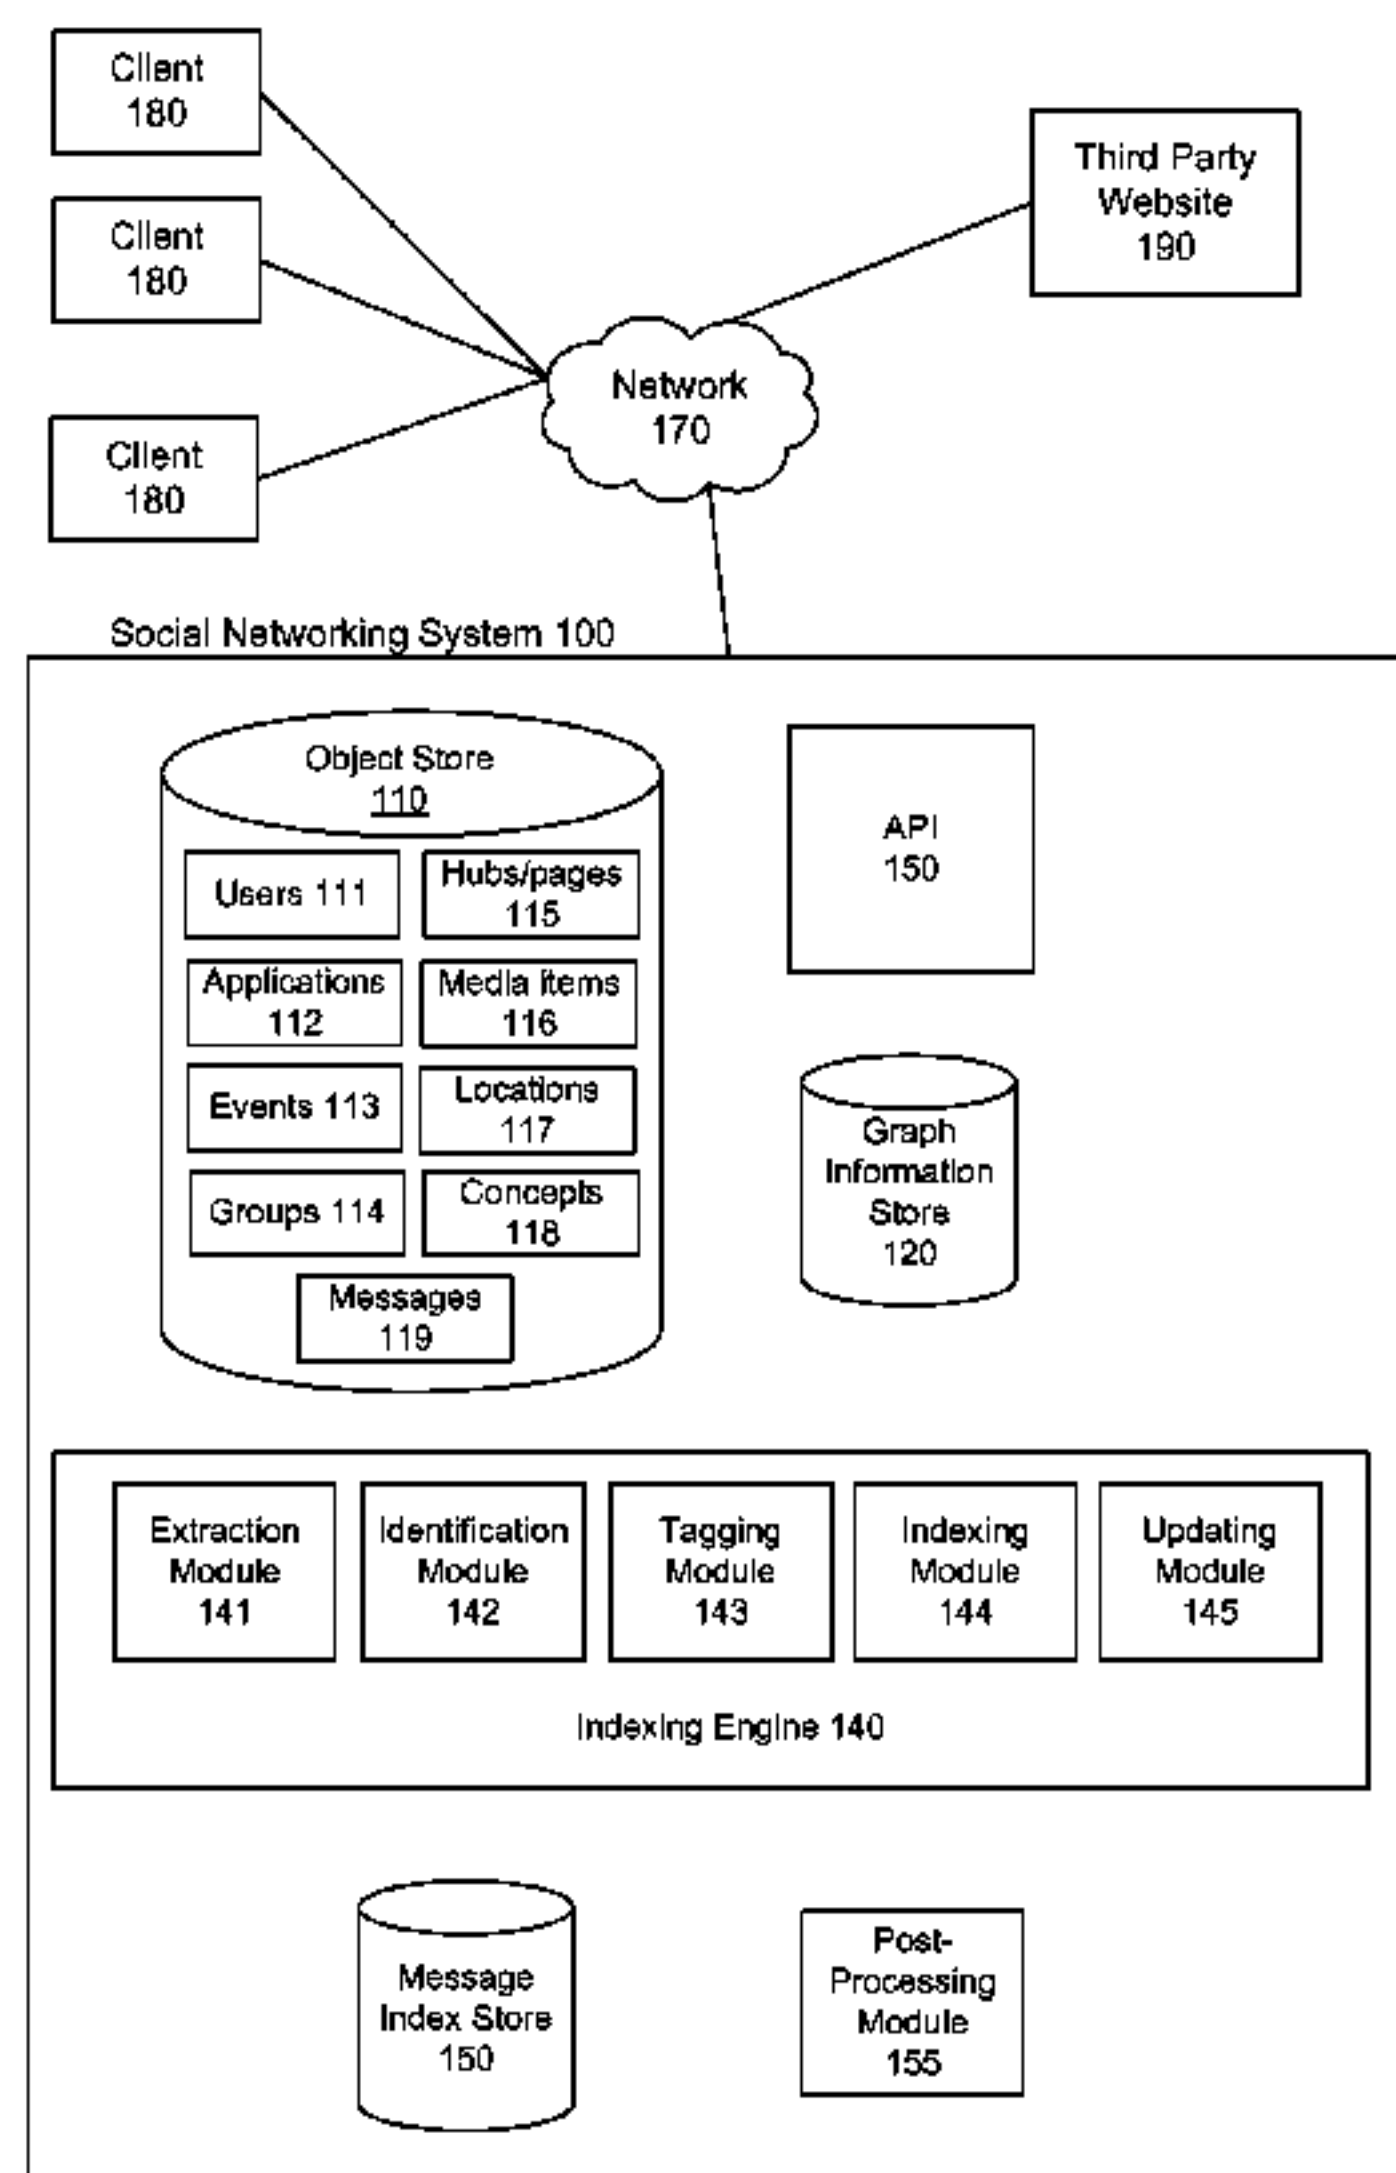 Client
180
Client
180
Client
180
Third Party
Website
190
Network
170
Social Networking System 100
Object Store
110
Users 111
Hubs/pages
115
Applications
112
Media items
116
Events 113
Locations
117
Groups 114
Concepts
118
Messages
119
API
150
Graph
Information
Store
120
Extraction
Module
141
Identification
Module
142
Tagging
Module
143
Indexing
Module
144
Updating
Module
145
Indexing Engine 140
Message
Index Store
150
Post-
Processing
Module
155